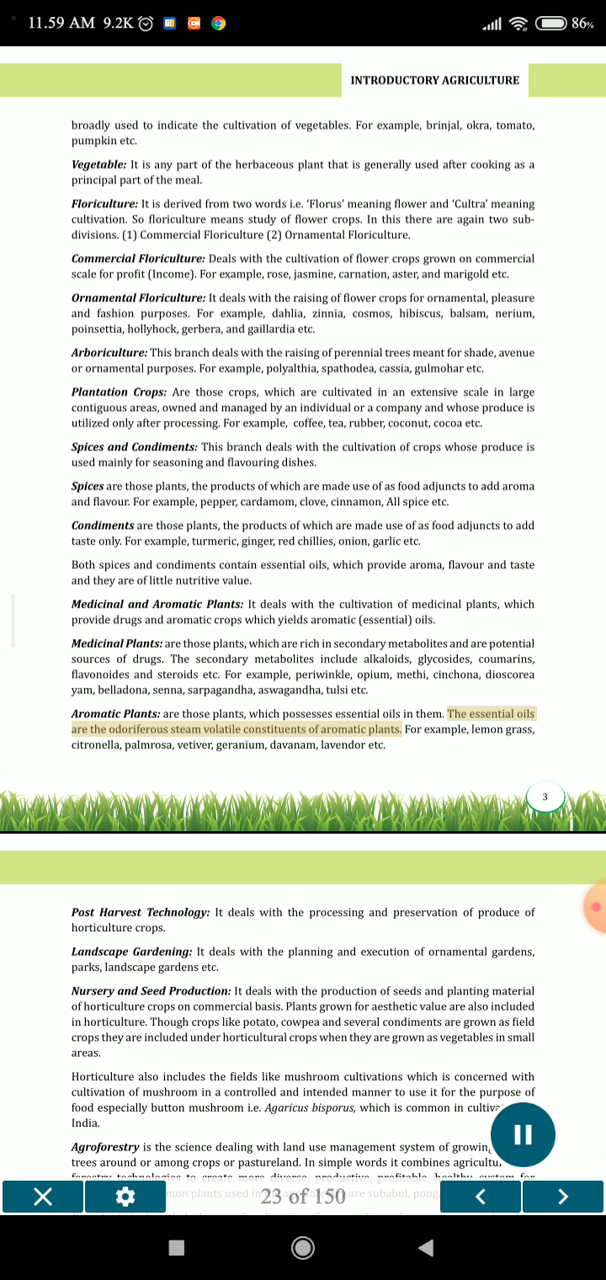 11.59 AM 9.2K
86%
INTRODUCTORY AGRICULTURE
broadly used to indicate the cultivation of vegetables. For example, brinjal, okra, tomato,
pumpkin etc.
Vegetable: It is any part of the herbaceous plant that is generally used after cooking as a
principal part of the meal.
Floriculture: It is derived from two words i.e. ‘Florus’ meaning flower and ‘Cultra’ meaning
cultivation. So floriculture means study of flower crops. In this there are again two sub-
divisions. (1) Commercial Floriculture (2) Ornamental Floriculture.
Commercial Floriculture: Deals with the cultivation of flower crops grown on commercial
scale for profit (Income). For example, rose, jasmine, carnation, aster, and marigold etc.
Ornamental Floriculture: It deals with the raising of flower crops for ornamental, pleasure
and fashion purposes. For example, dahlia, zinnia, cosmos, hibiscus, balsam, nerium,
poinsettia, hollyhock, gerbera, and gaillardia etc.
Arboriculture: This branch deals with the raising of perennial trees meant for shade, avenue
or ornamental purposes. For example, polyalthia, spathodea, cassia, gulmohar etc.
Plantation Crops: Are those crops, which are cultivated in an extensive scale in large
contiguous areas, owned and managed by an individual or a company and whose produce is
utilized only after processing. For example, coffee, tea, rubber, coconut, cocoa etc.
Spices and Condiments: This branch deals with the cultivation of crops whose produce is
used mainly for seasoning and flavouring dishes.
Spices are those plants, the products of which are made use of as food adjuncts to add aroma
and flavour. For example, pepper, cardamom, clove, cinnamon, All spice etc.
Condiments are those plants, the products of which are made use of as food adjuncts to add
taste only. For example, turmeric, ginger, red chillies, onion, garlic etc.
Both spices and condiments contain essential oils, which provide aroma, flavour and taste
and they are of little nutritive value.
Medicinal and Aromatic Plants: It deals with the cultivation of medicinal plants, which
provide drugs and aromatic crops which yields aromatic (essential) oils.
Medicinal Plants: are those plants, which are rich in secondary metabolites and are potential
sources of drugs. The secondary metabolites include alkaloids, glycosides, coumarins,
flavonoides and steroids etc. For example, periwinkle, opium, methi, cinchona, dioscorea
yam, belladona, senna, sarpagandha, aswagandha, tulsi etc.
Aromatic Plants: are those plants, which possesses essential oils in them. The essential oils
are the odoriferous steam volatile constituents of aromatic plants. For example, lemon grass,
citronella, palmrosa, vetiver, geranium, davanam, lavendor etc.
3
Post Harvest Technology: It deals with the processing and preservation of produce of
horticulture crops.
Landscape Gardening: It deals with the planning and execution of ornamental gardens,
parks, landscape gardens etc.
Nursery and Seed Production: It deals with the production of seeds and planting material
of horticulture crops on commercial basis. Plants grown for aesthetic value are also included
in horticulture. Though crops like potato, cowpea and several condiments are grown as field
crops they are included under horticultural crops when they are grown as vegetables in small
areas.
Horticulture also includes the fields like mushroom cultivations which is concerned with
cultivation of mushroom in a controlled and intended manner to use it for the purpose of
food especially button mushroom i.e. Agaricus bisporus, which is common in
India.
Agroforestry is the science dealing with land use management system of
trees around or among crops or pastureland. In simple words it combines
forestry technologies to create more diverse, productive, profitable, healthy system for
plants used in are subabul,
23 of 150